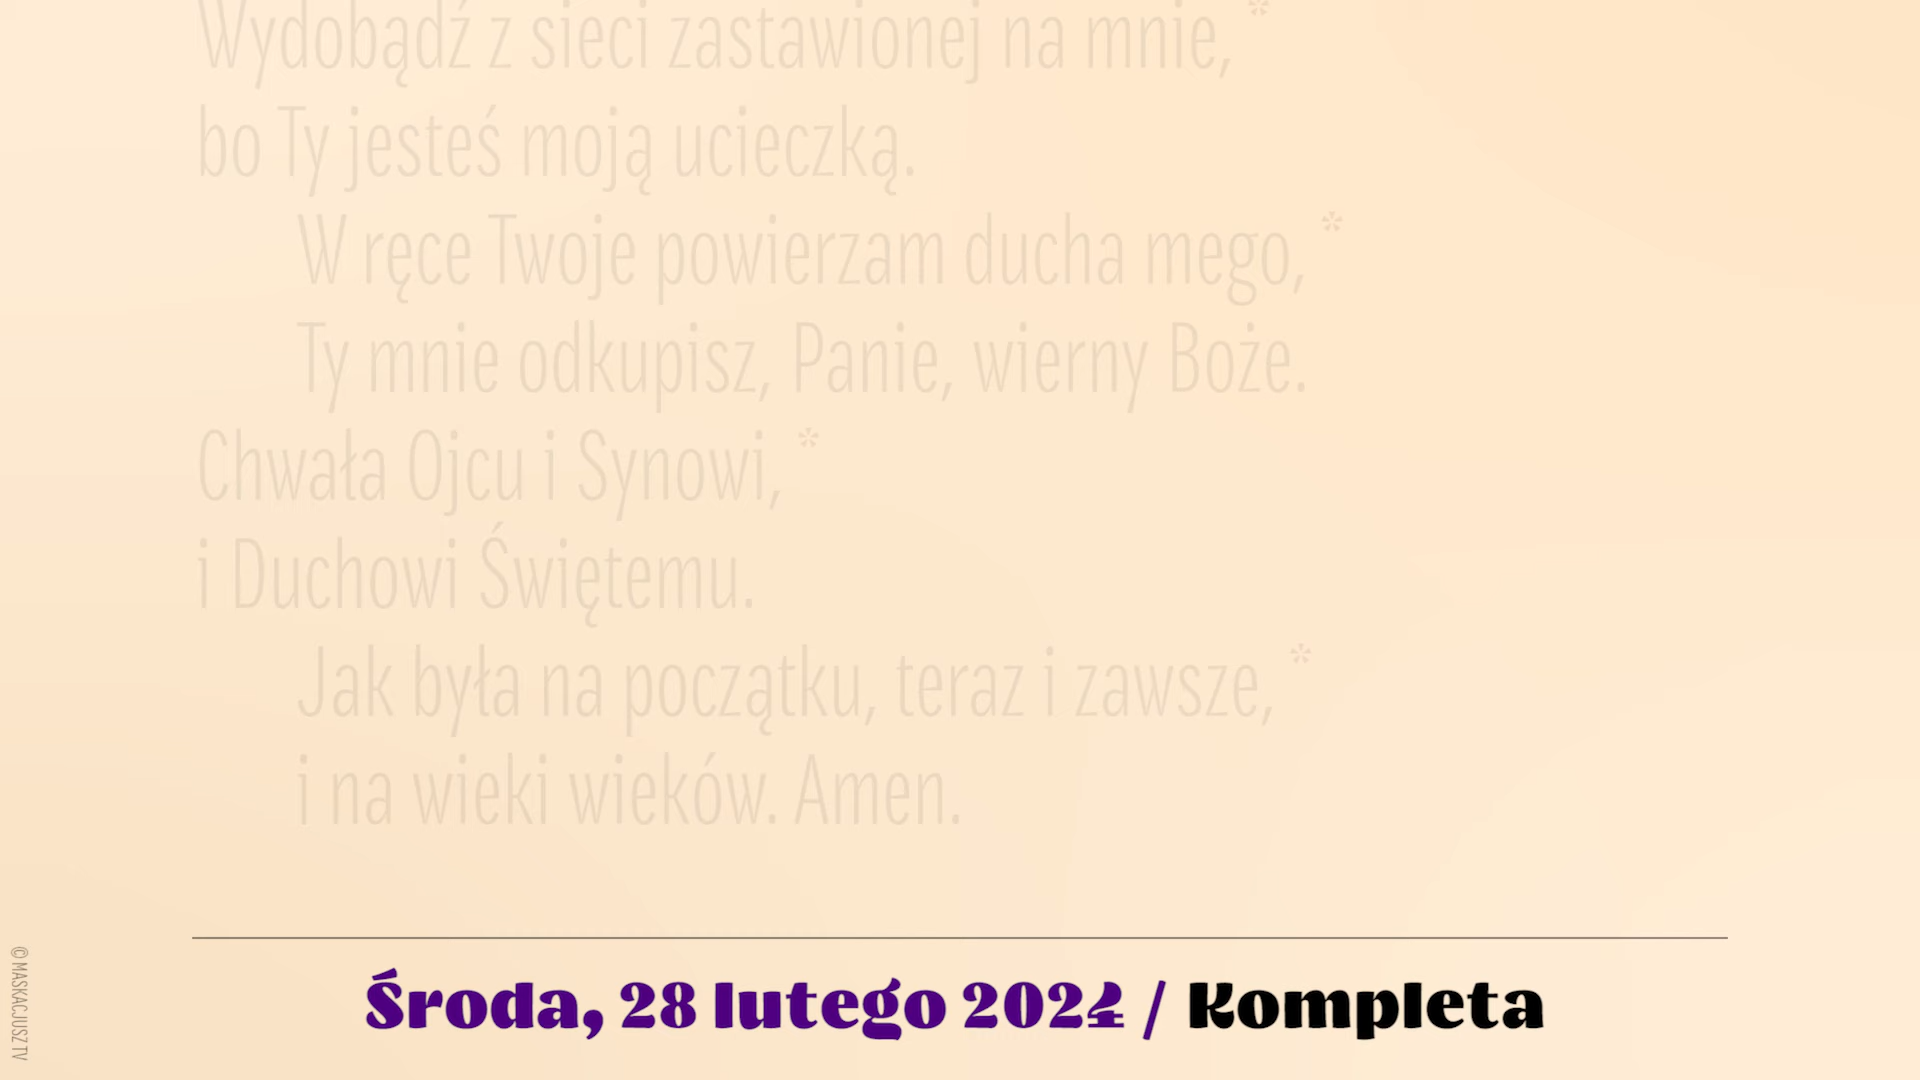 Wydobądź z sieci zastawionej na mnie, *
bo Ty jesteś moją ucieczką.
W ręce Twoje powierzam ducha mego, *
Ty mnie odkupisz, Panie, wierny Boże.
Chwała Ojcu i Synowi, *
i Duchowi Świętemu.
Jak była na początku, teraz i zawsze, *
i na wieki wieków. Amen.
Środa, 28 lutego 2024 / Kompleta
© MASKACJUSZ TV